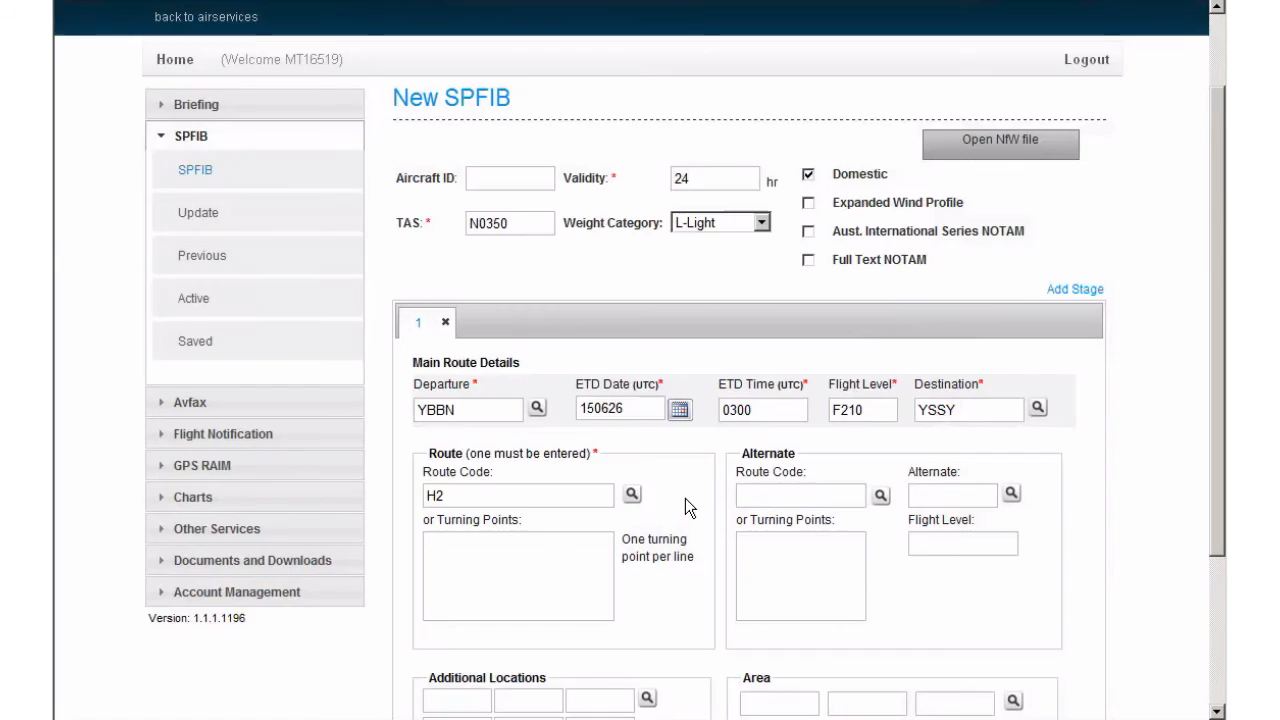 back to airservices
Home (Welcome MT16519) Logout
Briefing
SPFIB
SPFIB
Update
Previous
Active
Saved
Avfax
Flight Notification
GPS RAIM
Charts
Other Services
Documents and Downloads
Account Management
Version: 1.1.1.1196
New SPFIB
Open NfW file
Aircraft ID: Validity: * 24 hr
Domestic
Expanded Wind Profile
TAS: * N0350 Weight Category: L-Light
Aust. International Series NOTAM
Full Text NOTAM
Add Stage
1 ✖
Main Route Details
Departure * ETD Date (UTC)* ETD Time (UTC)* Flight Level* Destination*
YBBN 150626 0300 F210 YSSY
Route (one must be entered) *
Route Code:
H2
or Turning Points:
One turning
point per line
Alternate
Route Code: Alternate:
or Turning Points: Flight Level:
Additional Locations
Area